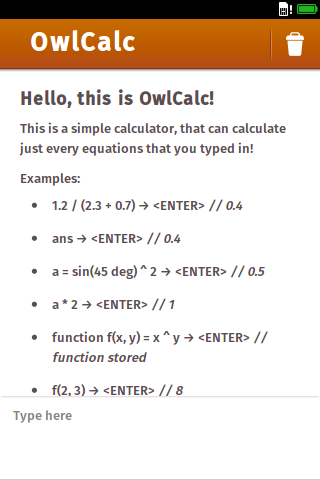 OwlCalc
Hello, this is OwlCalc!
This is a simple calculator, that can calculate
just every equations that you typed in!
Examples:
• 1.2 / (2.3 + 0.7) → <ENTER> // 0.4
• ans → <ENTER> // 0.4
• a = sin(45 deg) ^ 2 → <ENTER> // 0.5
• a * 2 → <ENTER> // 1
• function f(x, y) = x ^ y → <ENTER> //
function stored
• f(2, 3) → <ENTER> // 8
Type here